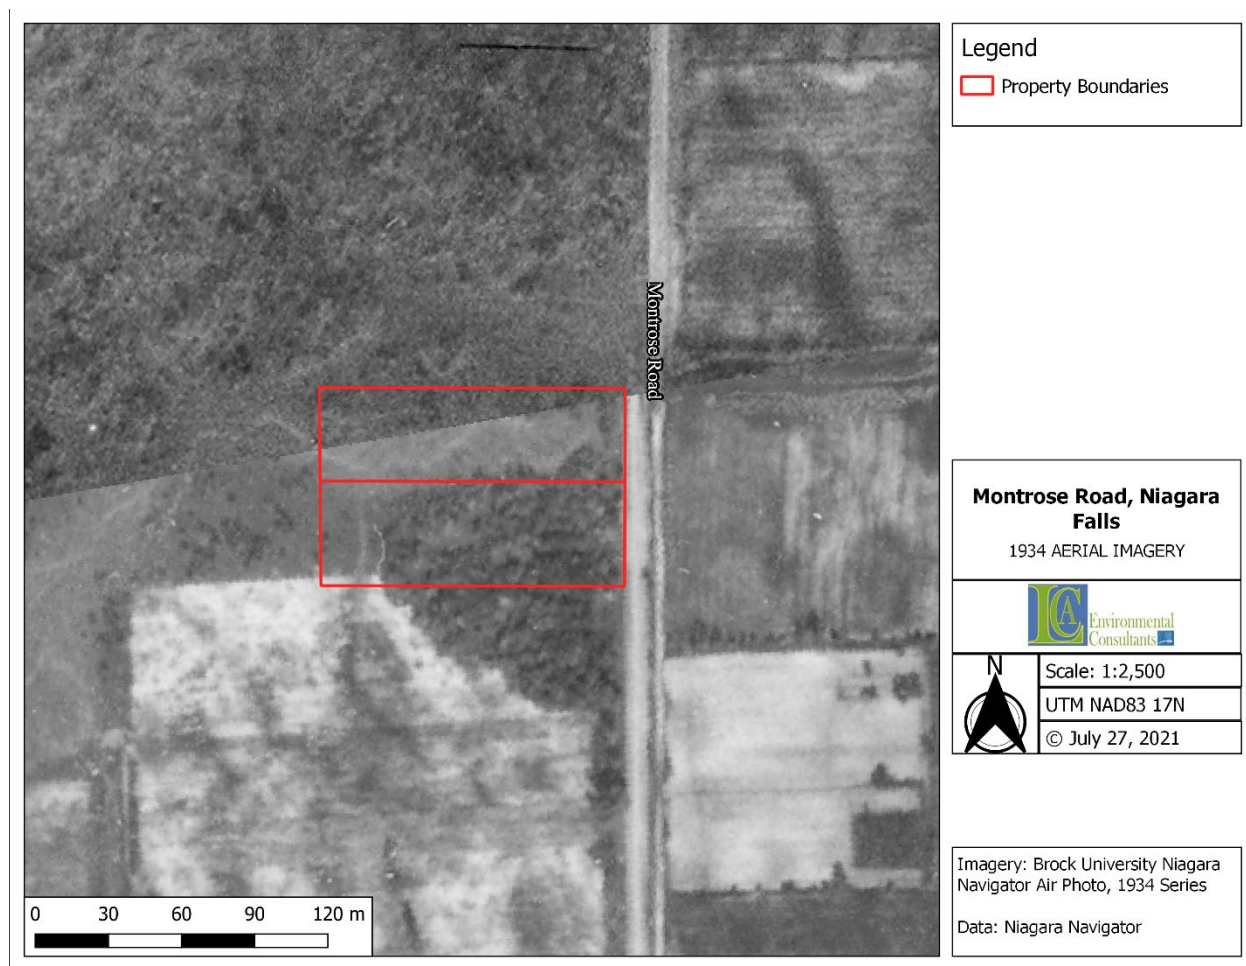 Legend
Property Boundaries
Montrose Road
Montrose Road, Niagara
Falls
1934 AERIAL IMAGERY
LCA
Environmental
Consultants
N
Scale: 1:2,500
UTM NAD83 17N
© July 27, 2021
Imagery: Brock University Niagara
Navigator Air Photo, 1934 Series
Data: Niagara Navigator
0 30 60 90 120 m